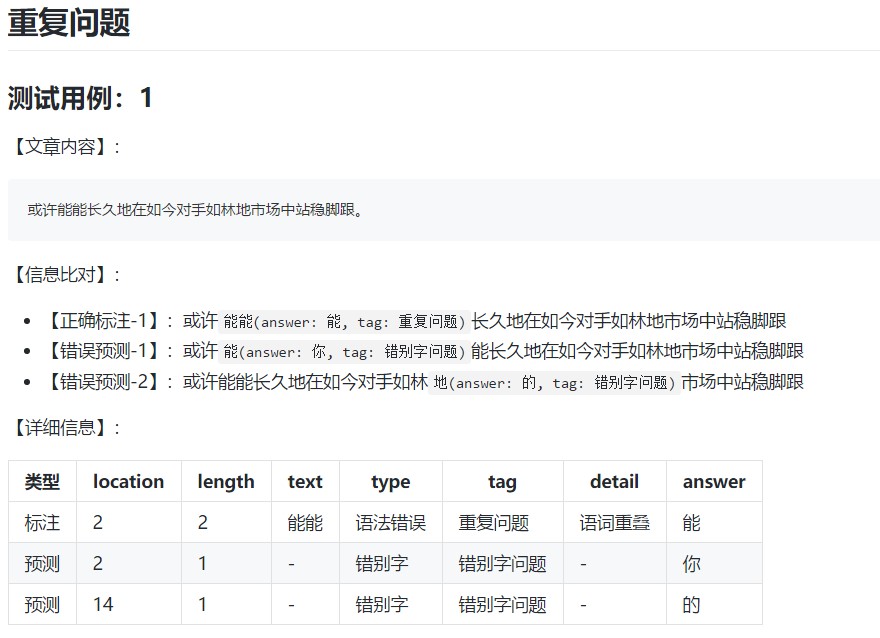 重复问题
测试用例：1
【文章内容】：
或许能能长久地在如今对手如林地市场中站稳脚跟。
【信息比对】：
• 【正确标注-1】：或许 能能(answer: 能, tag: 重复问题) 长久地在如今对手如林地市场中站稳脚跟
• 【错误预测-1】：或许 能(answer: 你, tag: 错别字问题) 能长久地在如今对手如林地市场中站稳脚跟
• 【错误预测-2】：或许能能长久地在如今对手如林 地(answer: 的, tag: 错别字问题) 市场中站稳脚跟
【详细信息】：
类型 location length text type tag detail answer
标注 2 2 能能 语法错误 重复问题 语词重叠 能
预测 2 1 - 错别字 错别字问题 - 你
预测 14 1 - 错别字 错别字问题 - 的